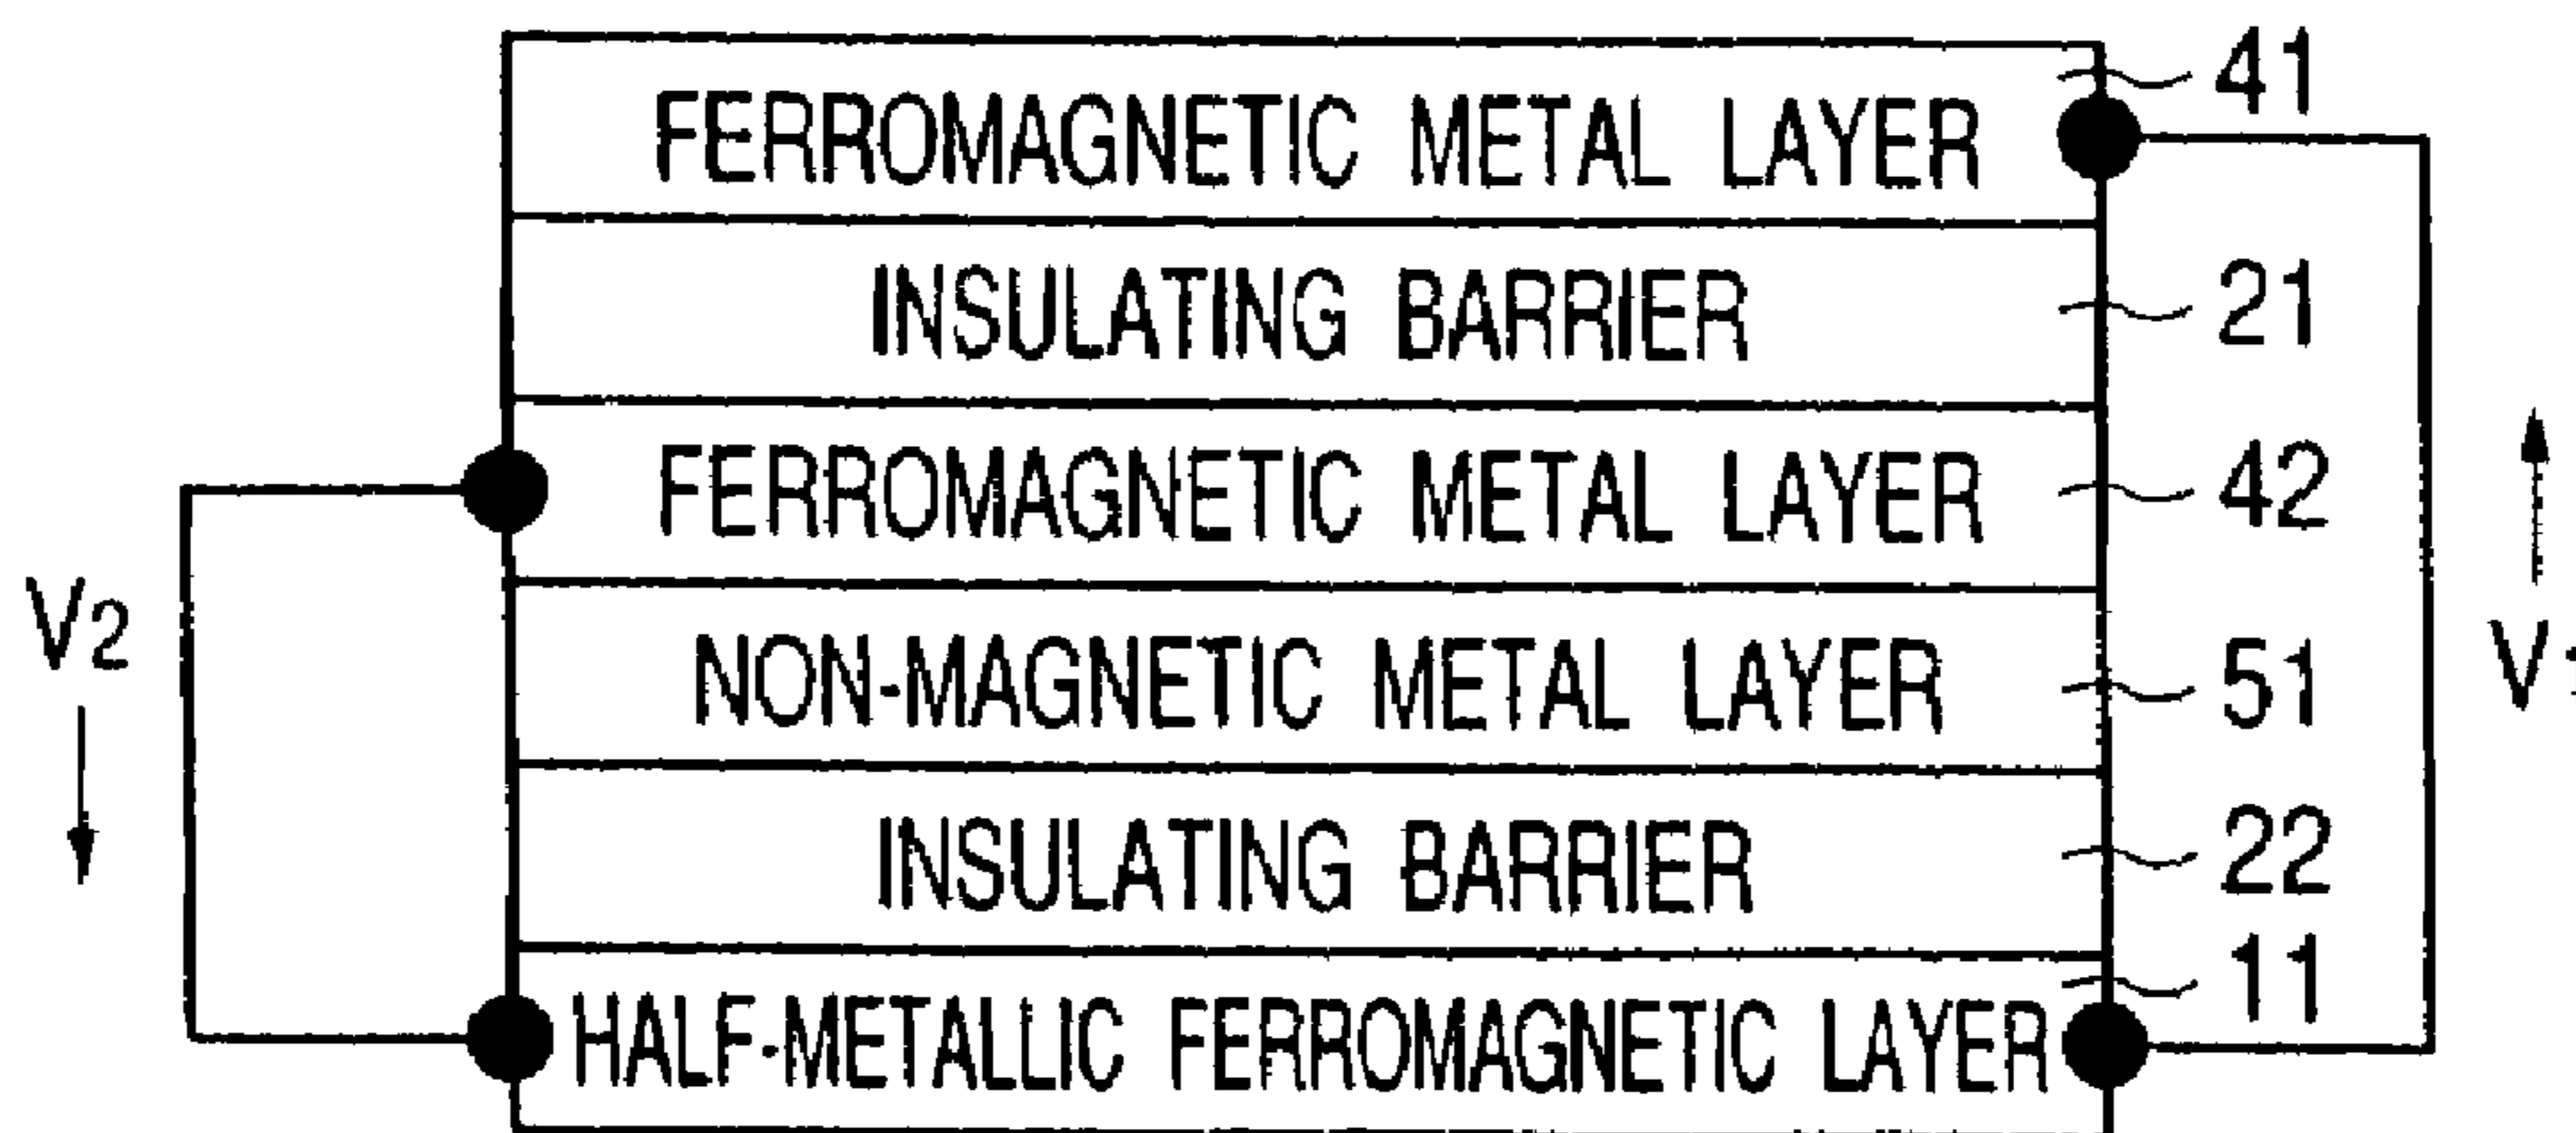 FERROMAGNETIC METAL LAYER 41
INSULATING BARRIER 21
FERROMAGNETIC METAL LAYER 42
V2
NON-MAGNETIC METAL LAYER 51
V1
INSULATING BARRIER 22
HALF-METALLIC FERROMAGNETIC LAYER 11